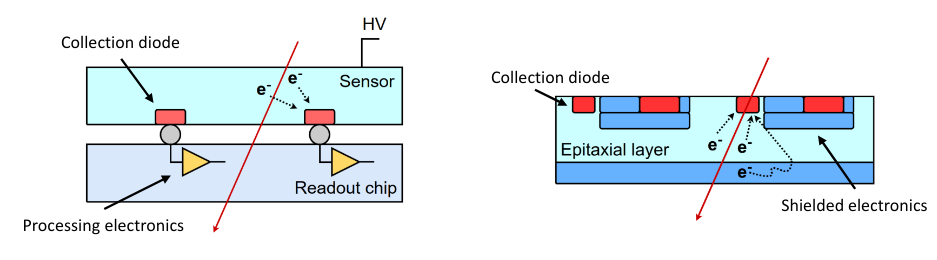 HV
Collection diode
e-
e-
Sensor
Readout chip
Processing electronics
Collection diode
e-
e-
Epitaxial layer
e-
Shielded electronics